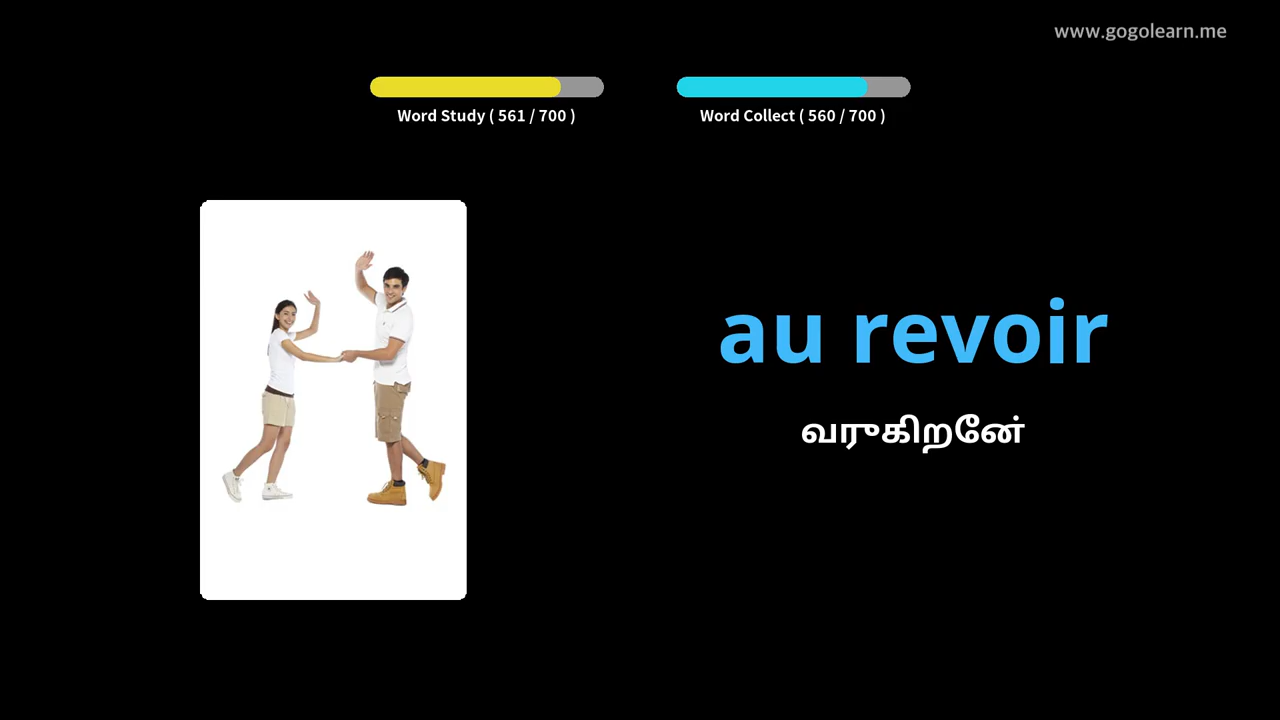 www.gogolearn.me
Word Study ( 561 / 700 )
Word Collect ( 560 / 700 )
au revoir
வருகிறேன்